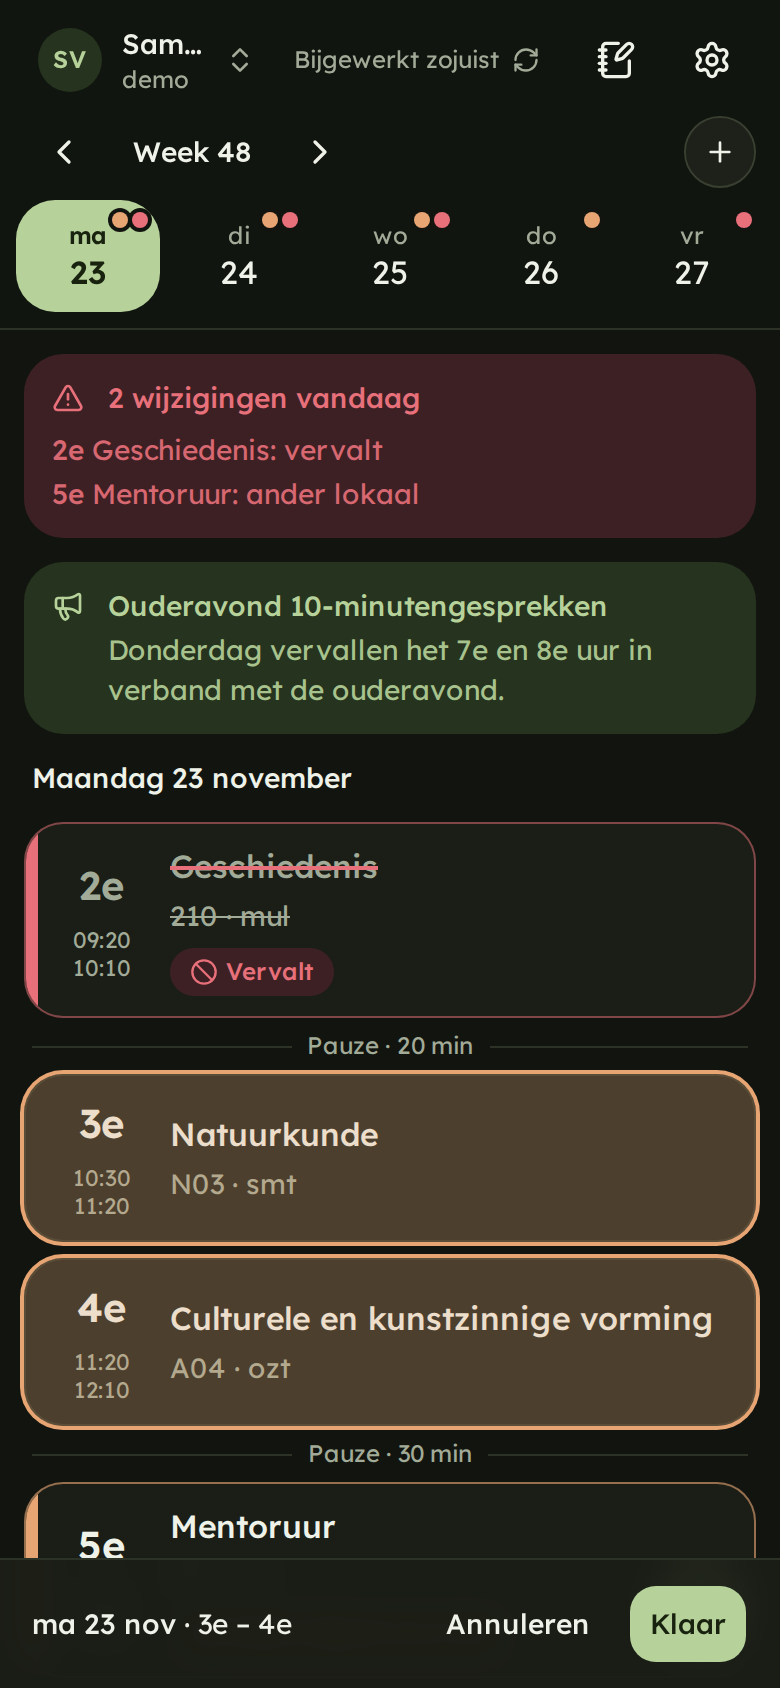 SV
Sam...
demo
Bijgewerkt zojuist
Week 48
ma
23
di
24
wo
25
do
26
vr
27
2 wijzigingen vandaag
2e Geschiedenis: vervalt
5e Mentoruur: ander lokaal
Ouderavond 10-minutengesprekken
Donderdag vervallen het 7e en 8e uur in
verband met de ouderavond.
Maandag 23 november
2e
09:20
10:10
Geschiedenis
210 · mul
Vervalt
Pauze · 20 min
3e
10:30
11:20
Natuurkunde
N03 · smt
4e
11:20
12:10
Culturele en kunstzinnige vorming
A04 · ozt
Pauze · 30 min
5e
Mentoruur
ma 23 nov · 3e – 4e
Annuleren
Klaar